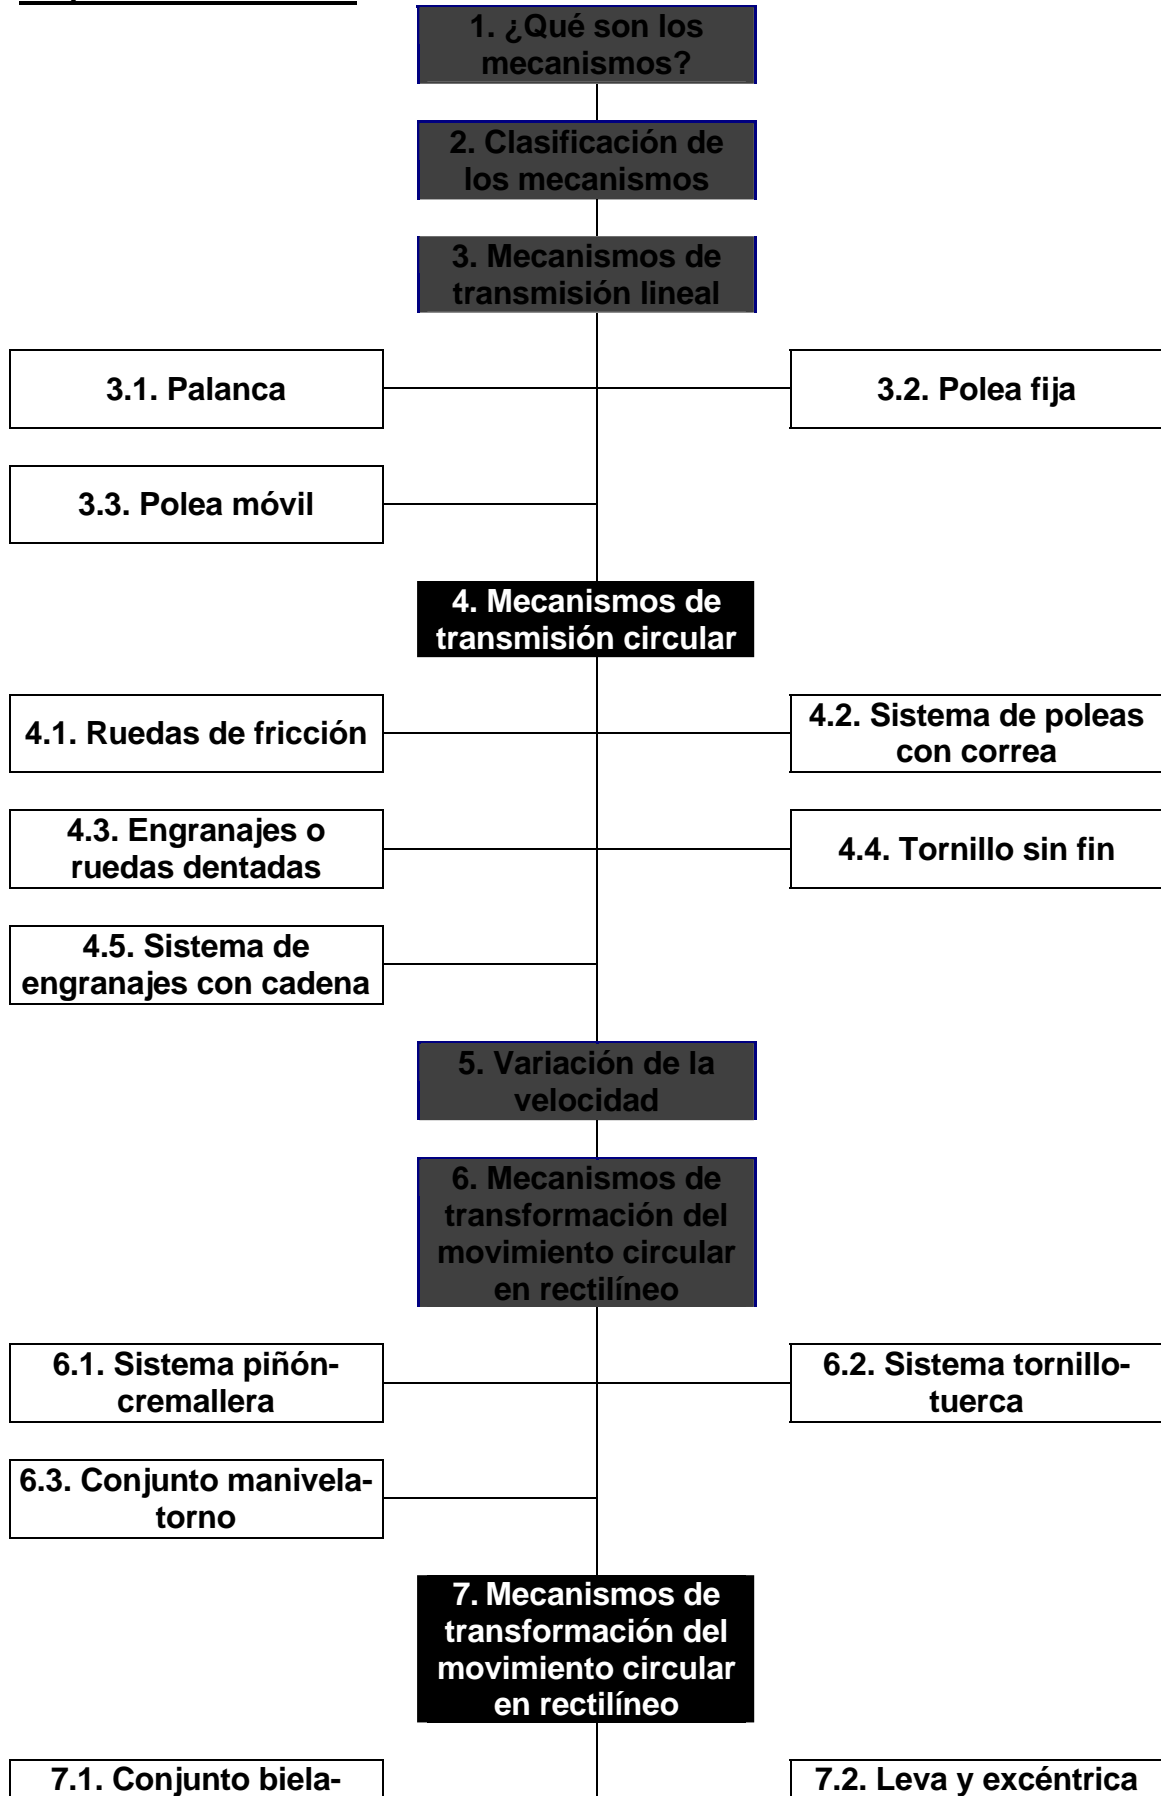 1. ¿Qué son los
mecanismos?
2. Clasificación de
los mecanismos
3. Mecanismos de
transmisión lineal
3.1. Palanca
3.2. Polea fija
3.3. Polea móvil
4. Mecanismos de
transmisión circular
4.1. Ruedas de fricción
4.2. Sistema de poleas
con correa
4.3. Engranajes o
ruedas dentadas
4.4. Tornillo sin fin
4.5. Sistema de
engranajes con cadena
5. Variación de la
velocidad
6. Mecanismos de
transformación del
movimiento circular
en rectilíneo
6.1. Sistema piñón-
cremallera
6.2. Sistema tornillo-
tuerca
6.3. Conjunto manivela-
torno
7. Mecanismos de
transformación del
movimiento circular
en rectilíneo
7.1. Conjunto biela-
7.2. Leva y excéntrica